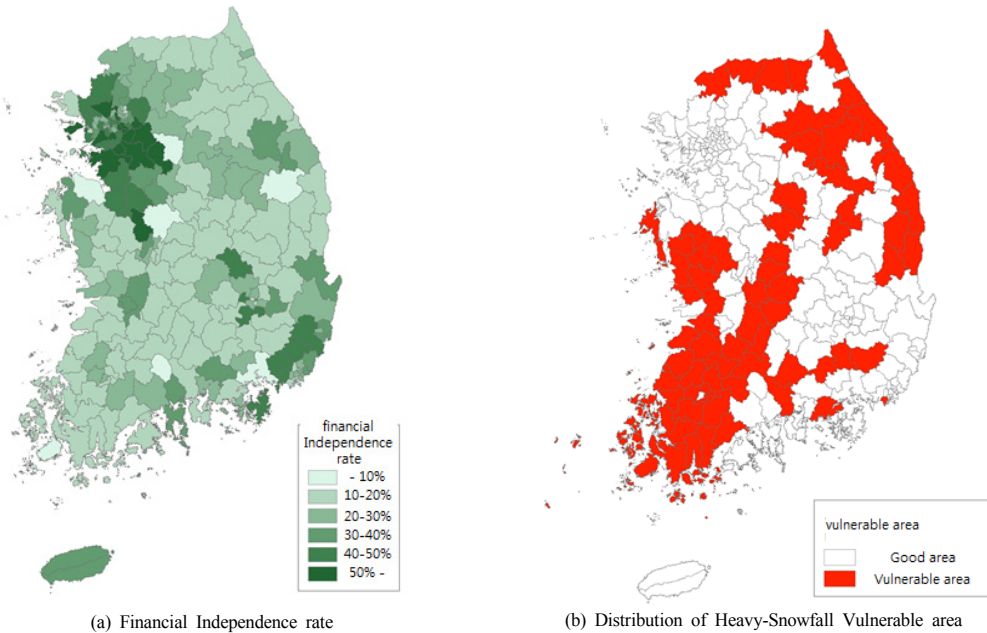 financial
Independence
rate
- 10%
10-20%
20-30%
30-40%
40-50%
50% -
(a) Financial Independence rate
vulnerable area
Good area
Vulnerable area
(b) Distribution of Heavy-Snowfall Vulnerable area